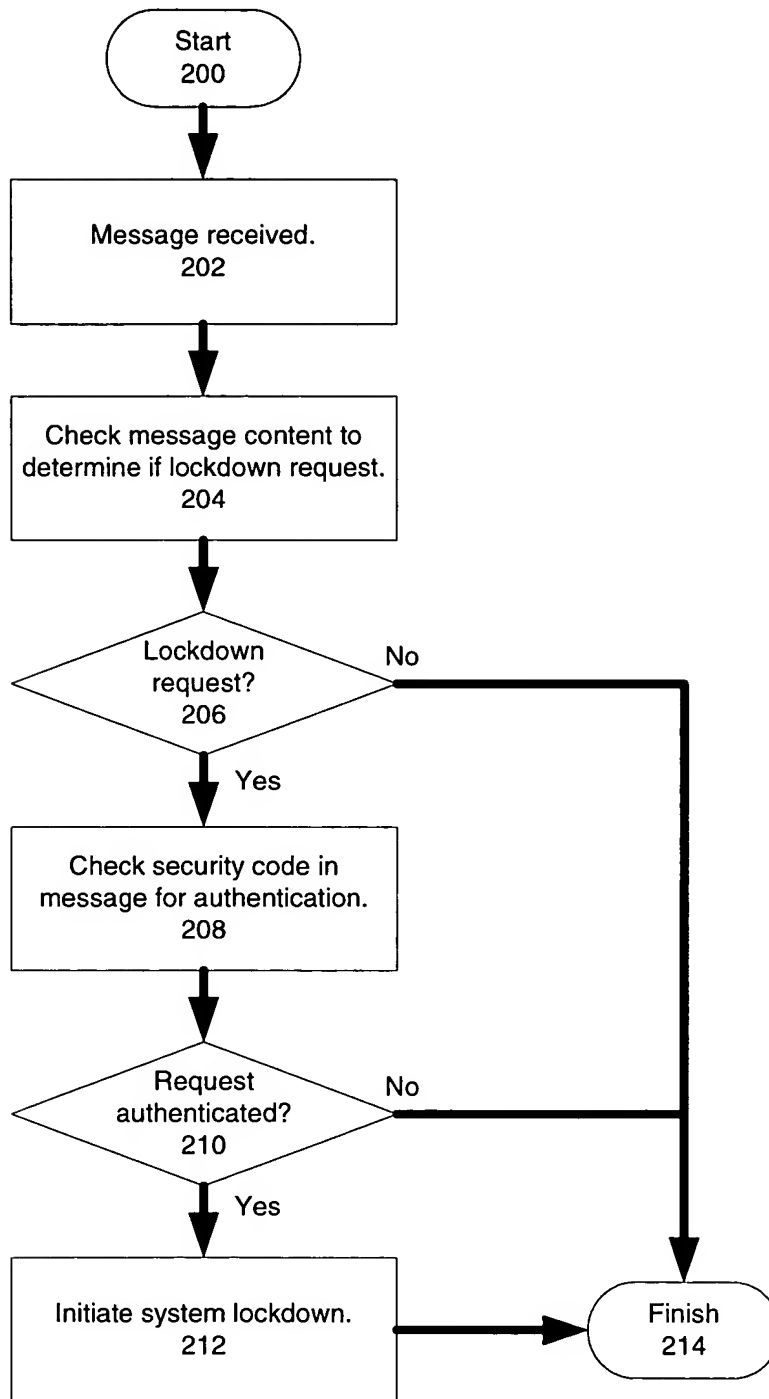 Start
200
Message received.
202
Check message content to
determine if lockdown request.
204
Lockdown
request?
206
No
Yes
Check security code in
message for authentication.
208
Request
authenticated?
210
No
Yes
Initiate system lockdown.
212
Finish
214